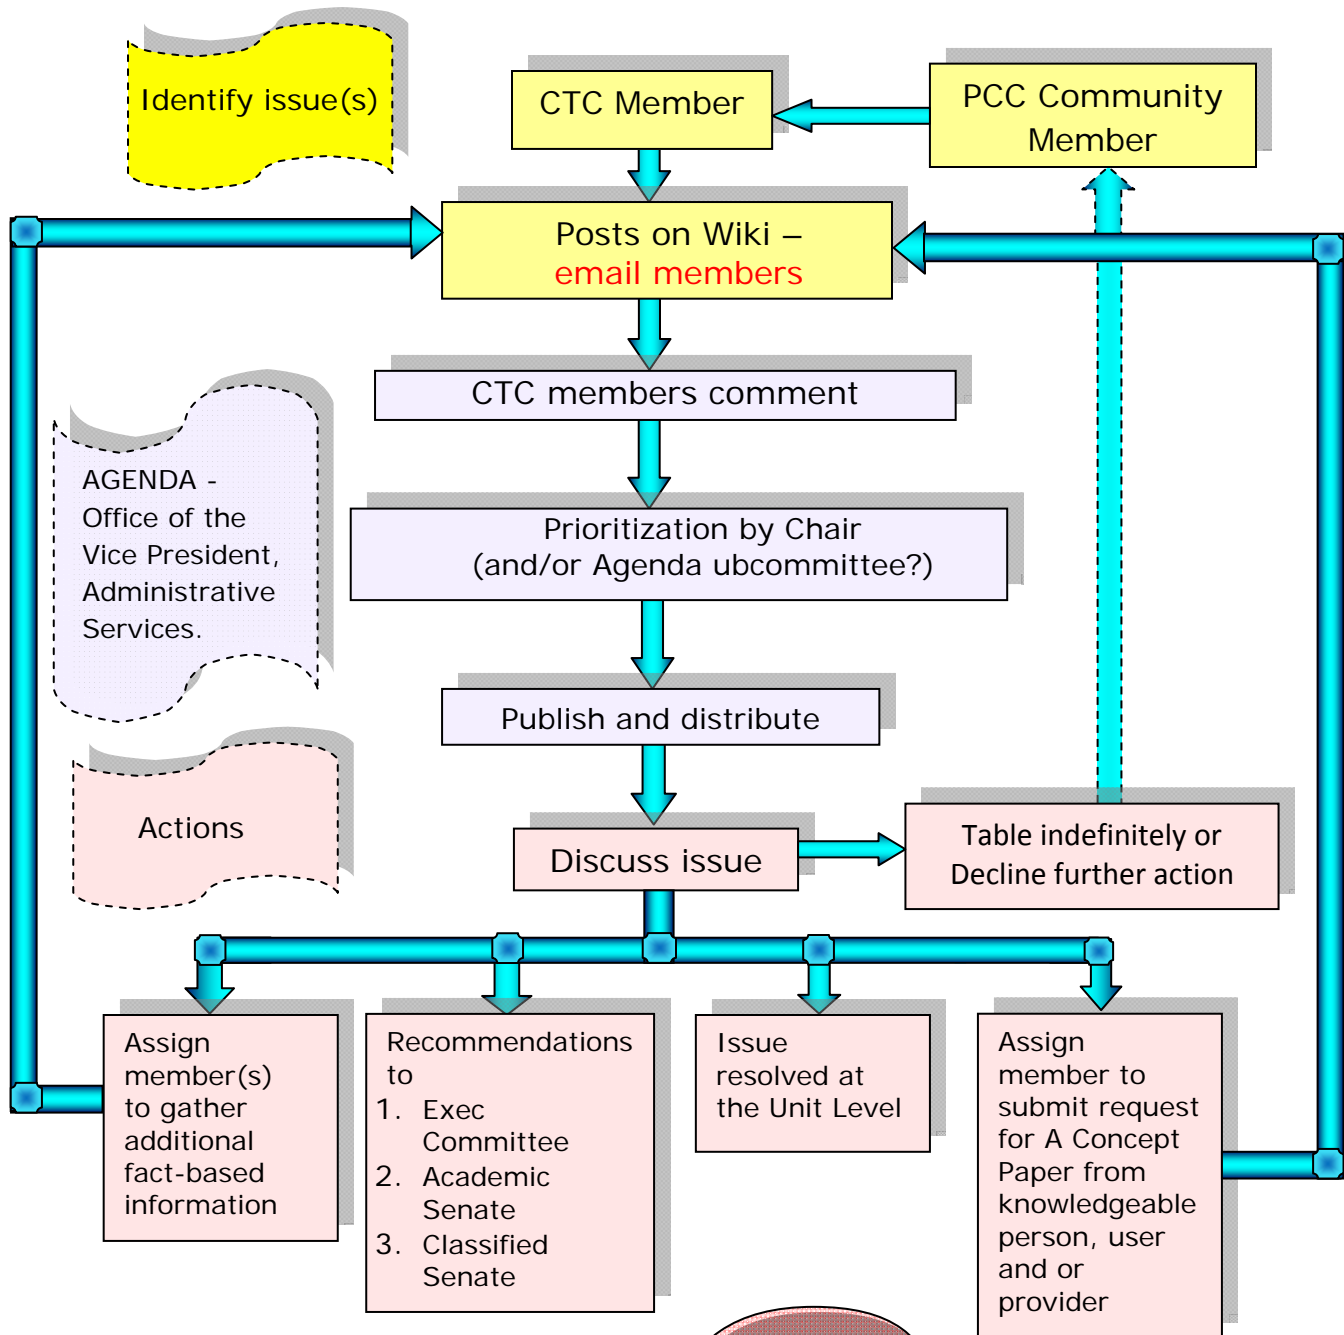 Identify issue(s)
CTC Member
PCC Community
Member
Posts on Wiki –
email members
CTC members comment
AGENDA -
Office of the
Vice President,
Administrative
Services.
Prioritization by Chair
(and/or Agenda ubcommittee?)
Publish and distribute
Actions
Discuss issue
Table indefinitely or
Decline further action
Assign
member(s)
to gather
additional
fact-based
information
Recommendations
to
1. Exec
Committee
2. Academic
Senate
3. Classified
Senate
Issue
resolved at
the Unit Level
Assign
member to
submit request
for A Concept
Paper from
knowledgeable
person, user
and or
provider